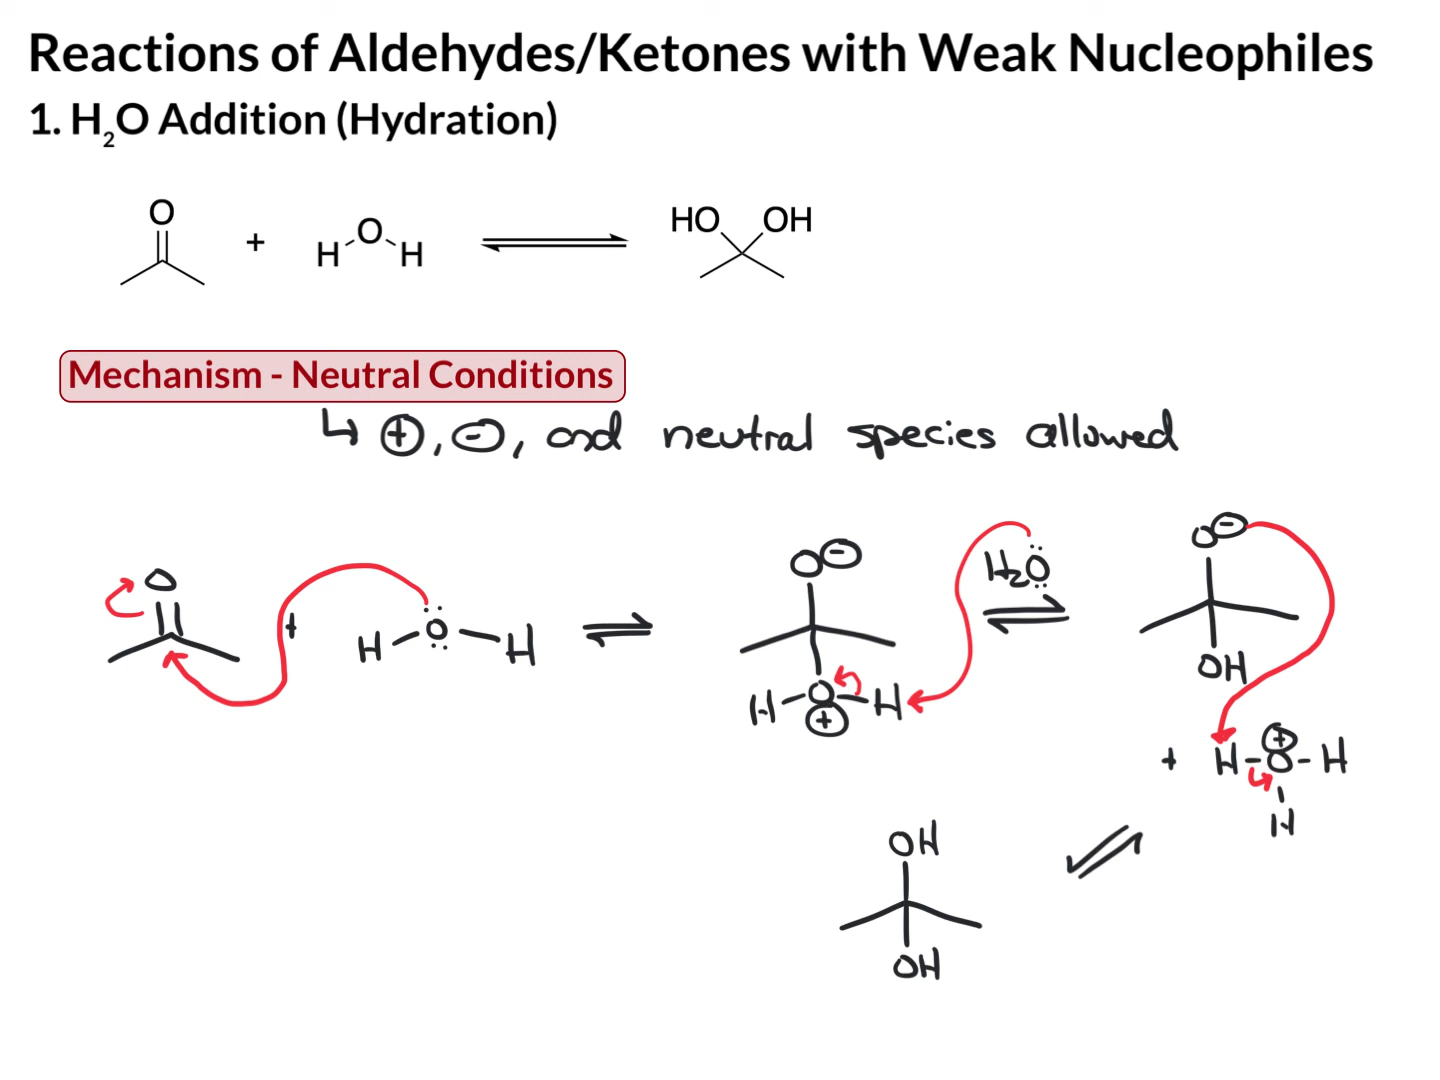 Reactions of Aldehydes/Ketones with Weak Nucleophiles
1. H₂O Addition (Hydration)
O
+ H O H
HO OH
Mechanism - Neutral Conditions
↳ ⊕, ⊖, and neutral species allowed
O
+ H-O-H
O⊖
H-O-H
⊕
H₂O
O⊖
OH
+ H-O-H
⊕
H
OH
OH